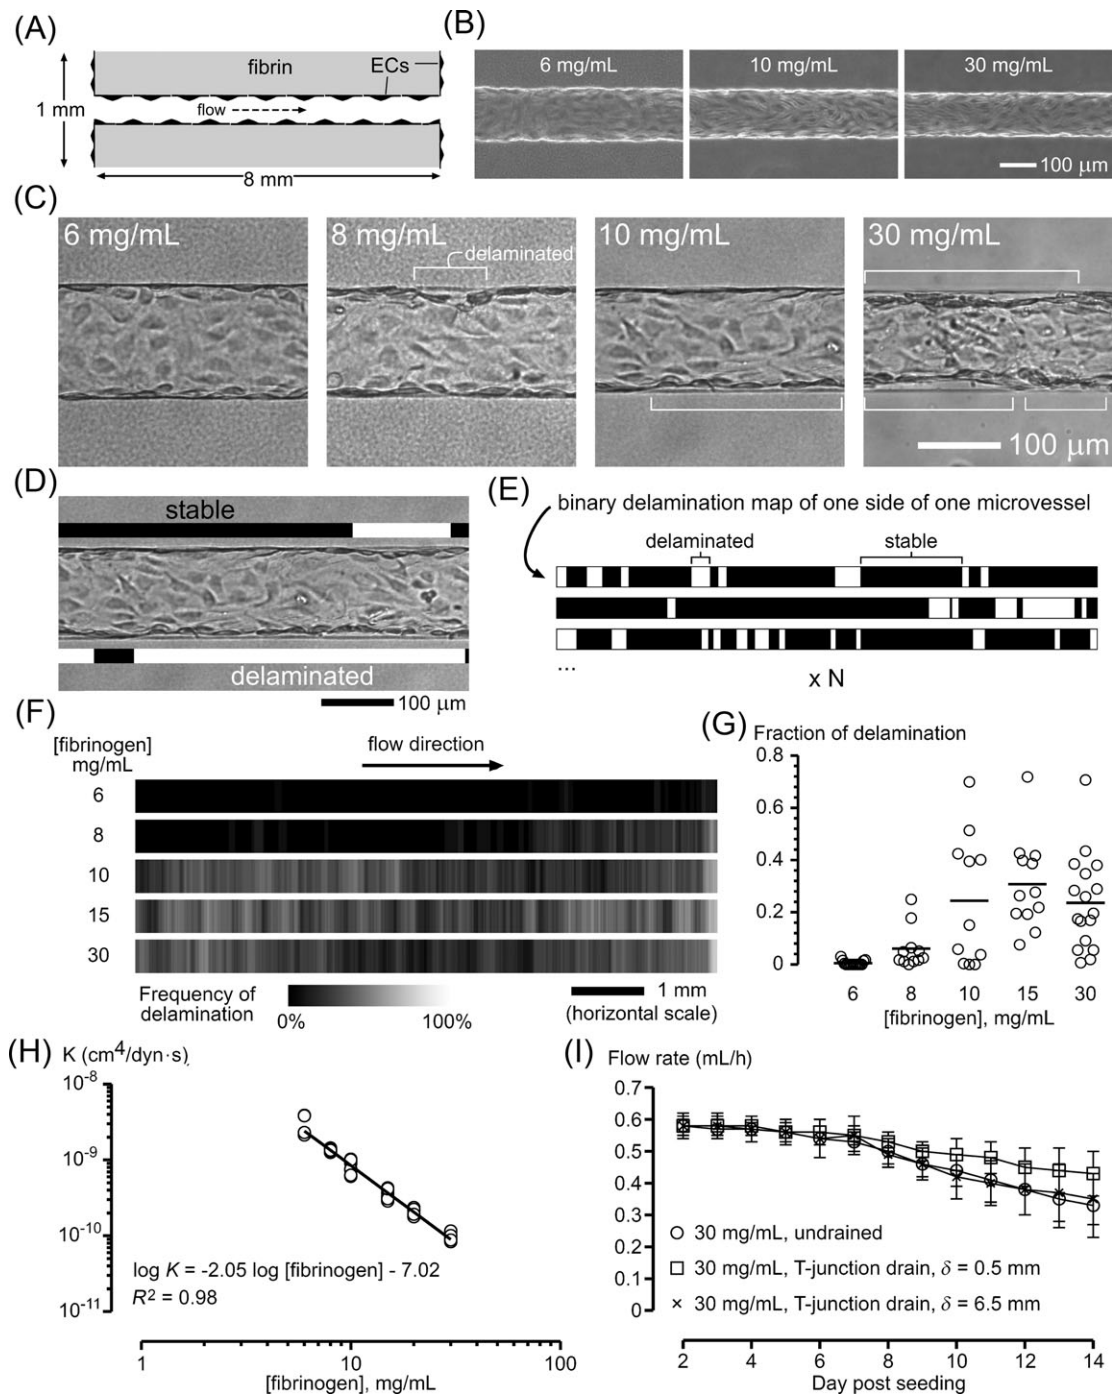 (A)
fibrin
ECs
flow
1 mm
8 mm
(B)
6 mg/mL
10 mg/mL
30 mg/mL
100 μm
(C)
6 mg/mL
8 mg/mL
delaminated
10 mg/mL
30 mg/mL
100 μm
(D)
stable
delaminated
100 μm
(E)
binary delamination map of one side of one microvessel
delaminated
stable
...
x N
(F)
[fibrinogen]
mg/mL
flow direction
6
8
10
15
30
Frequency of
delamination
0%
100%
1 mm
(horizontal scale)
(G)
Fraction of delamination
0.8
0.6
0.4
0.2
0
6
8
10
15
30
[fibrinogen], mg/mL
(H)
K (cm⁴/dyn·s)
10⁻⁸
10⁻⁹
10⁻¹⁰
10⁻¹¹
log K = -2.05 log [fibrinogen] - 7.02
R² = 0.98
1
10
100
[fibrinogen], mg/mL
(I)
Flow rate (mL/h)
0.7
0.6
0.5
0.4
0.3
0.2
0.1
0
30 mg/mL, undrained
30 mg/mL, T-junction drain, δ = 0.5 mm
30 mg/mL, T-junction drain, δ = 6.5 mm
2
4
6
8
10
12
14
Day post seeding